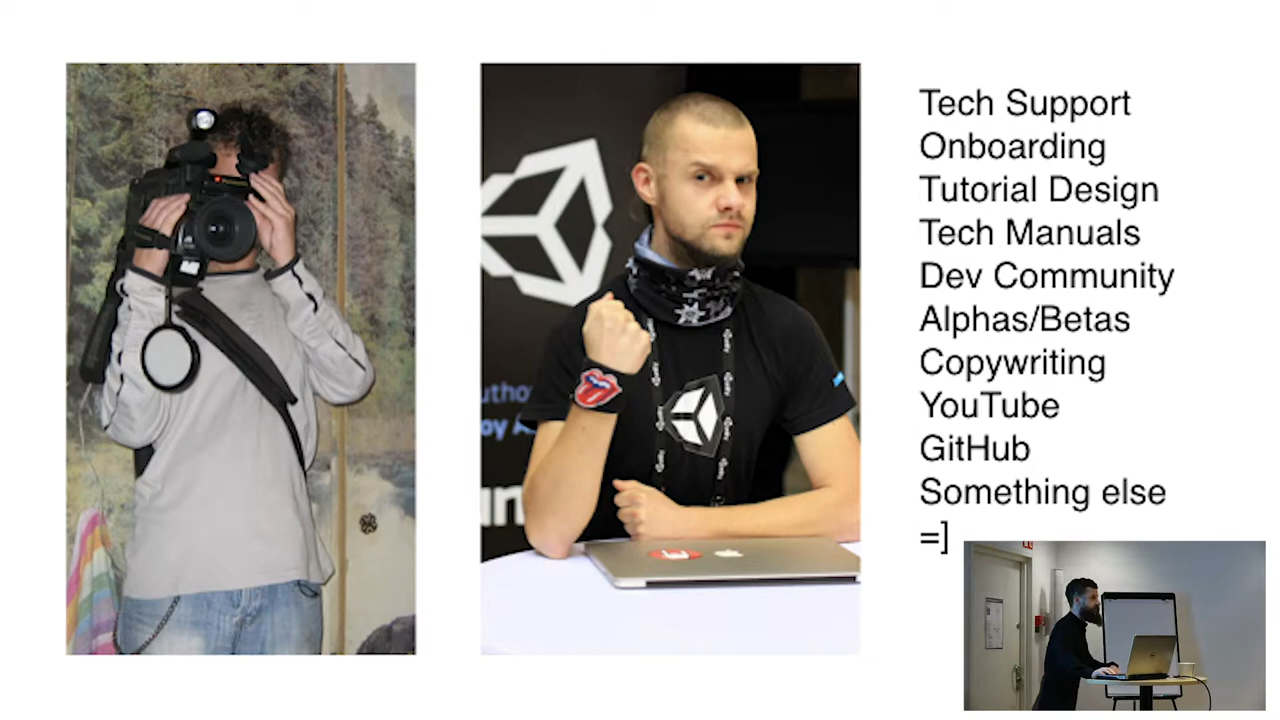 Tech Support
Onboarding
Tutorial Design
Tech Manuals
Dev Community
Alphas/Betas
Copywriting
YouTube
GitHub
Something else
=]